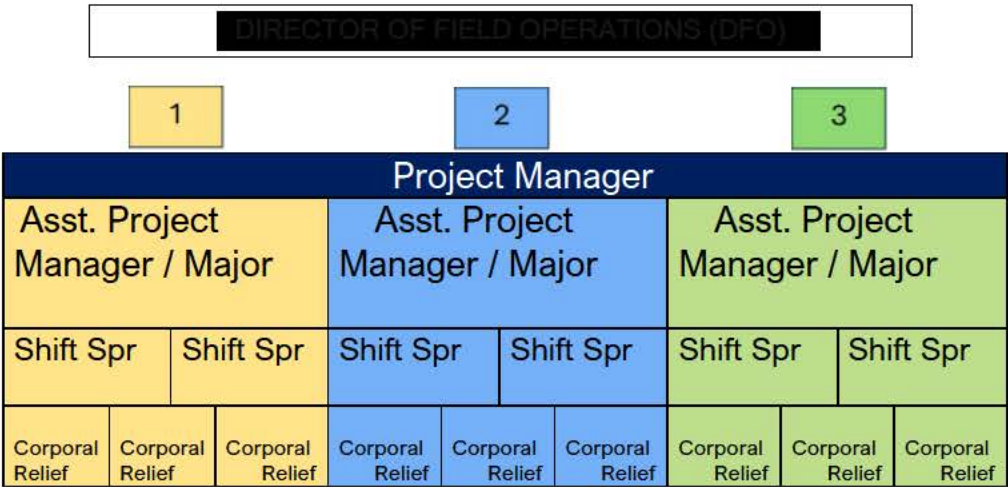 DIRECTOR OF FIELD OPERATIONS (DFO)
1 2 3
Project Manager
Asst. Project Asst. Project Asst. Project
Manager / Major Manager / Major Manager / Major
Shift Spr Shift Spr Shift Spr Shift Spr Shift Spr Shift Spr
Corporal Corporal Corporal Corporal Corporal Corporal Corporal Corporal Corporal
Relief Relief Relief Relief Relief Relief Relief Relief Relief